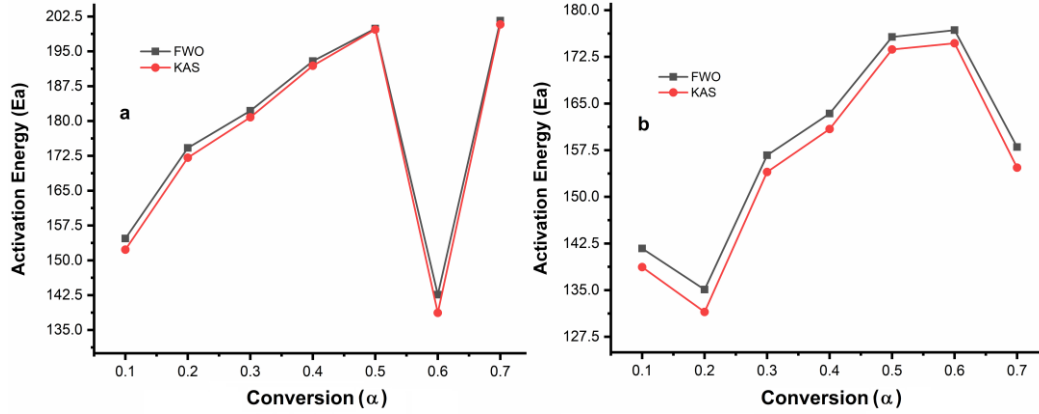 202.5
195.0
187.5
180.0
172.5
165.0
157.5
150.0
142.5
135.0
Activation Energy (Ea)
FWO
KAS
a
0.1 0.2 0.3 0.4 0.5 0.6 0.7
Conversion (α)
180.0
172.5
165.0
157.5
150.0
142.5
135.0
127.5
Activation Energy (Ea)
FWO
KAS
b
0.1 0.2 0.3 0.4 0.5 0.6 0.7
Conversion (α)